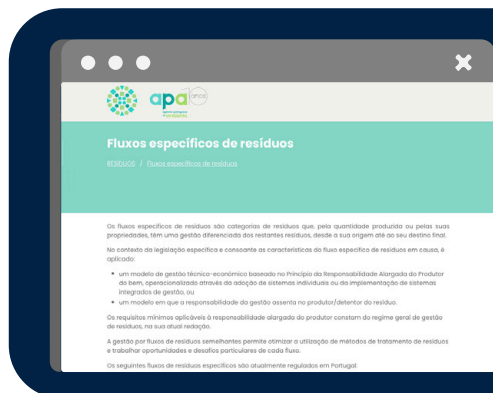 apa
Fluxos específicos de resíduos
RESÍDUOS / Fluxos específicos de resíduos
Os fluxos específicos de resíduos são categorias de resíduos que, pela quantidade produzida ou pelas suas
propriedades, têm uma gestão diferenciada dos restantes resíduos, desde a sua origem até ao seu destino final.
No contexto da legislação específica e consoante as características do fluxo específico de resíduos em causa, é
aplicado:
• um modelo de gestão técnico-económico baseado no Princípio da Responsabilidade Alargada do Produtor
do bem, operacionalizado através da adoção de sistemas individuais ou da implementação de sistemas
integrados de gestão, ou
• um modelo em que a responsabilidade da gestão assenta no produtor/detentor do resíduo.
Os requisitos mínimos aplicáveis à responsabilidade alargada do produtor constam do regime geral de gestão
de resíduos, na sua atual redação.
A gestão por fluxos de resíduos semelhantes permite otimizar a utilização de métodos de tratamento de resíduos
e trabalhar oportunidades e desafios particulares de cada fluxo.
Os seguintes fluxos de resíduos específicos são atualmente regulados em Portugal: